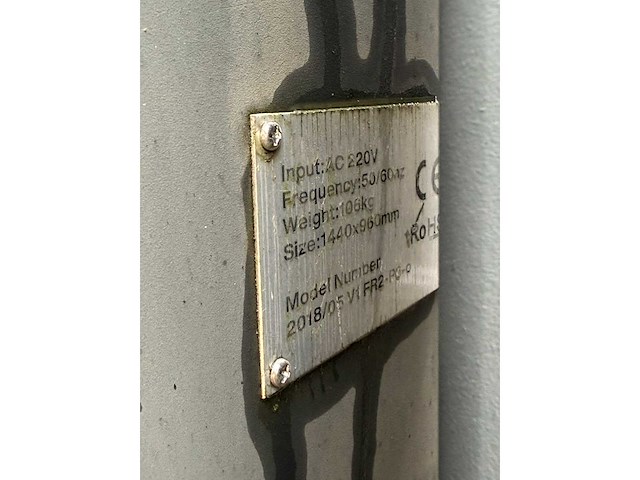 Input:AC 220V
Frequency:50/60Hz
Weight:106kg
Size:1440x960mm
CE
RoHS
Model Number:
2018/05 V1 FR2-